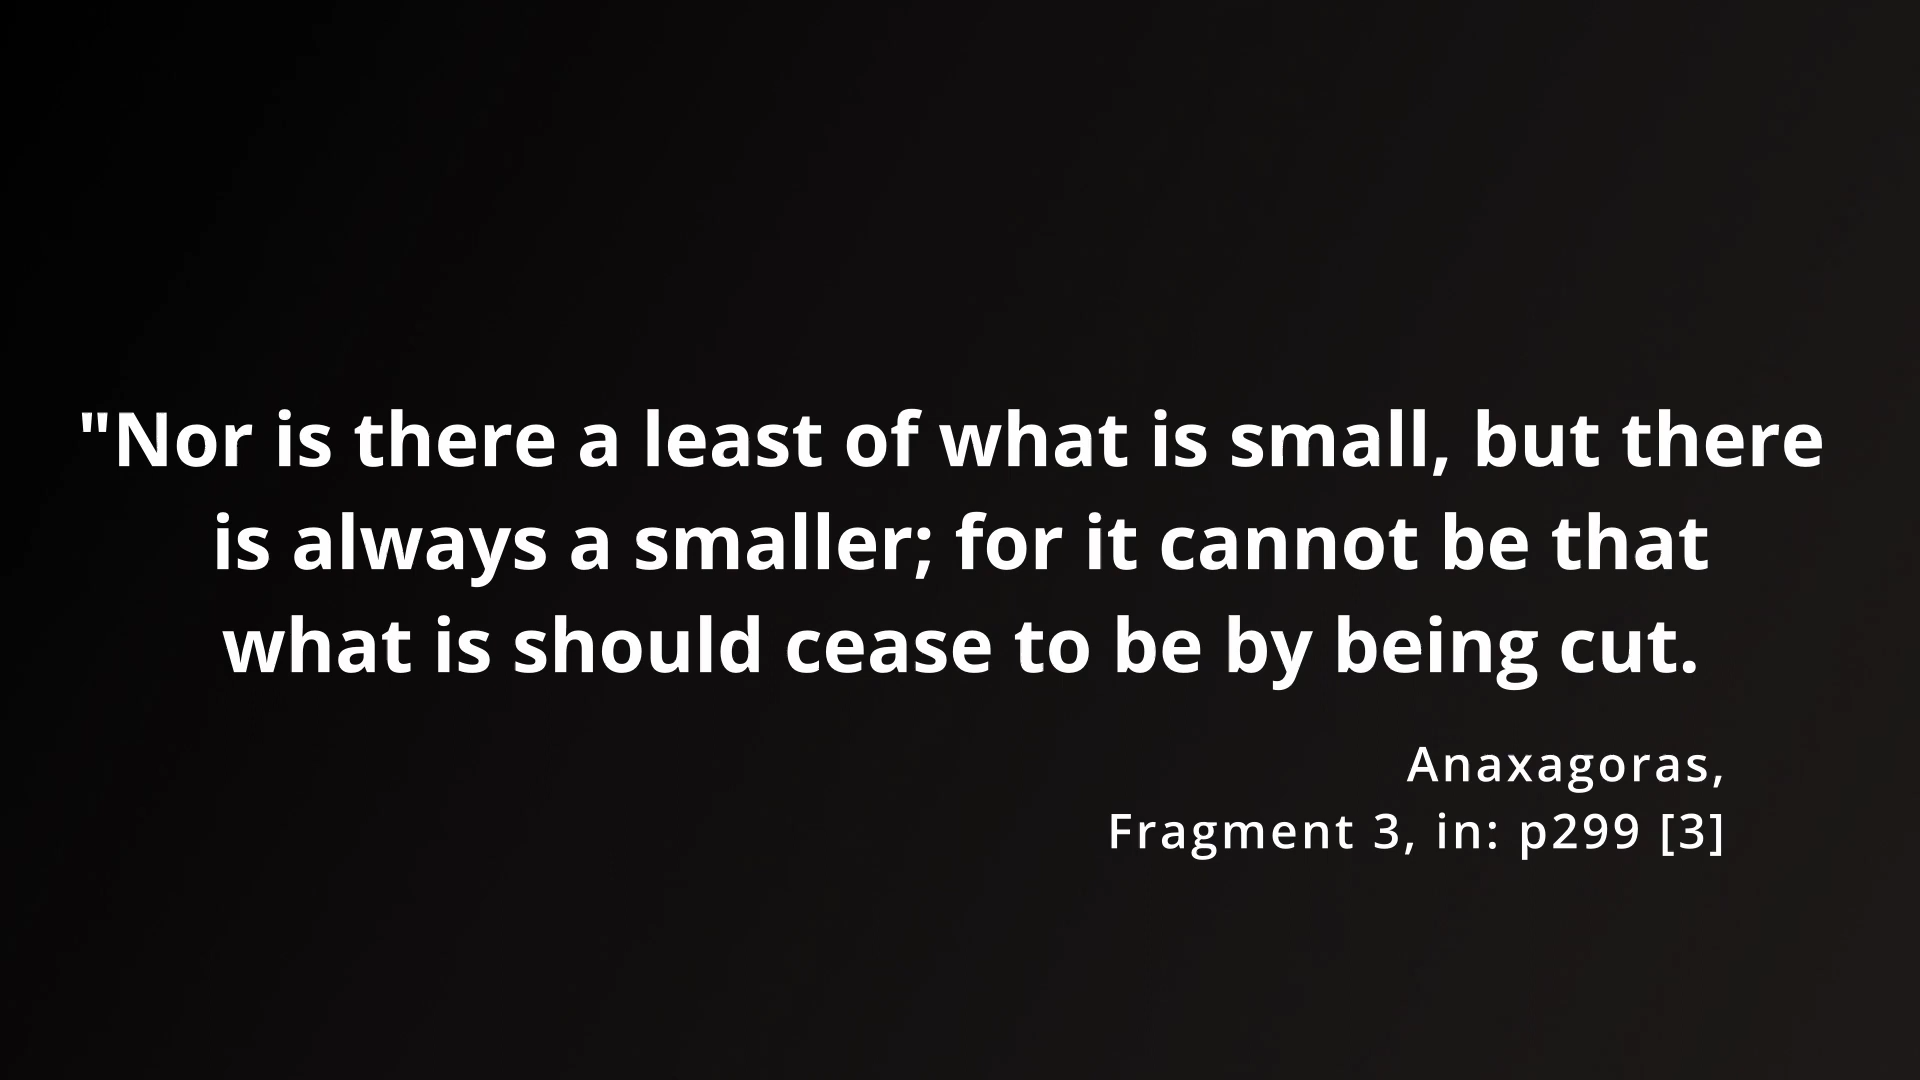 "Nor is there a least of what is small, but there
is always a smaller; for it cannot be that
what is should cease to be by being cut.
Anaxagoras,
Fragment 3, in: p299 [3]